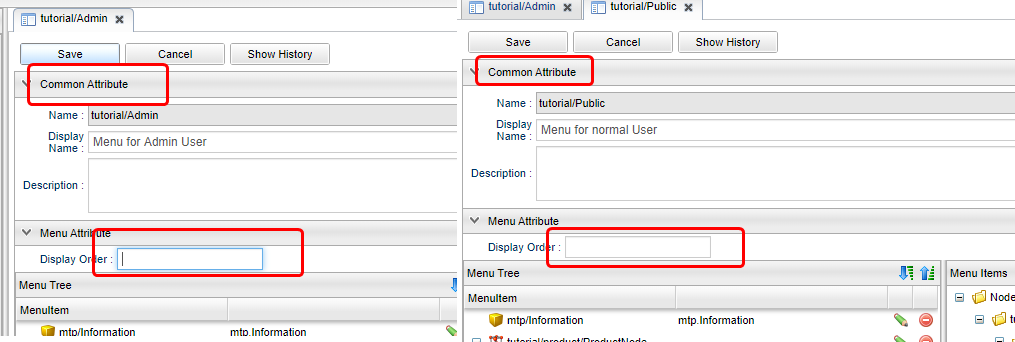 tutorial/Admin
Save Cancel Show History
Common Attribute
Name : tutorial/Admin
Display Name : Menu for Admin User
Description :
Menu Attribute
Display Order :
Menu Tree
MenuItem
mtp/Information mtp.Information
tutorial/Admin tutorial/Public
Save Cancel Show History
Common Attribute
Name : tutorial/Public
Display Name : Menu for normal User
Description :
Menu Attribute
Display Order :
Menu Tree Menu Items
MenuItem Node
mtp/Information mtp.Information
tutorial/product/ProductNode